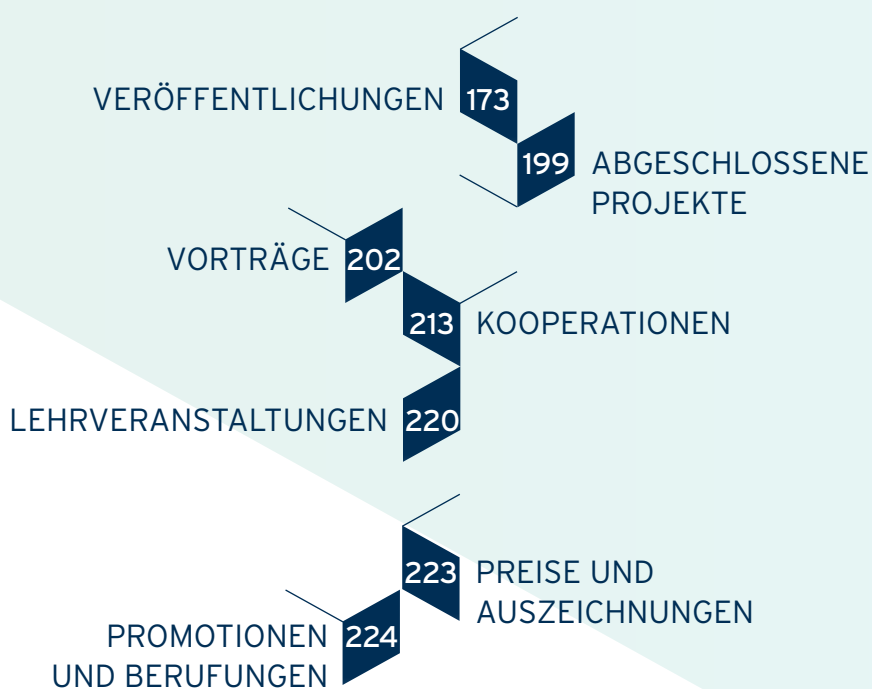 VERÖFFENTLICHUNGEN 173
199 ABGESCHLOSSENE
PROJEKTE
VORTRÄGE 202
213 KOOPERATIONEN
LEHRVERANSTALTUNGEN 220
223 PREISE UND
AUSZEICHNUNGEN
PROMOTIONEN 224
UND BERUFUNGEN